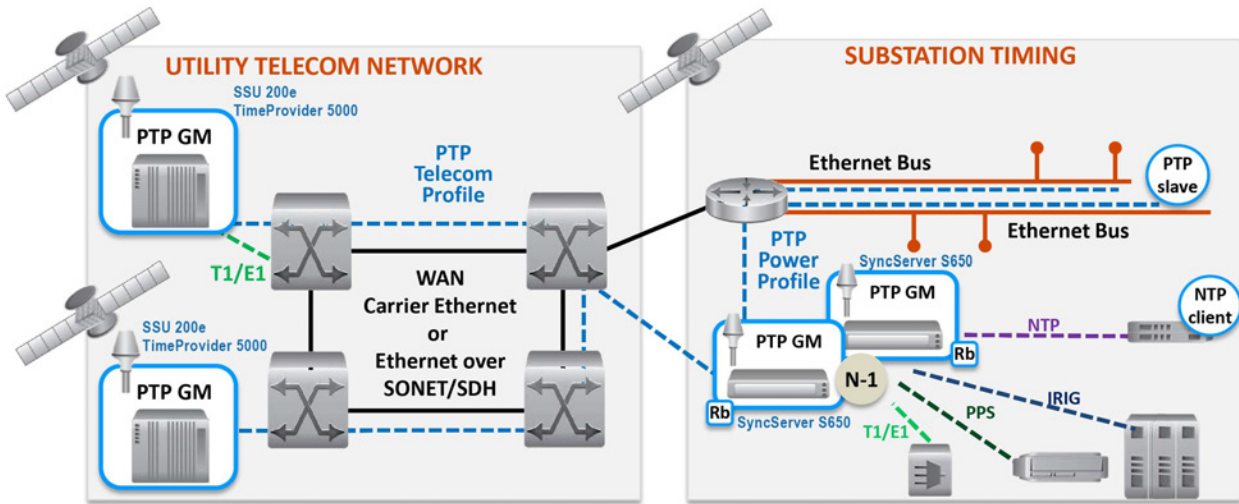 UTILITY TELECOM NETWORK
SSU 200e
TimeProvider 5000
PTP GM
PTP
Telecom
Profile
T1/E1
WAN
Carrier Ethernet
or
Ethernet over
SONET/SDH
SSU 200e
TimeProvider 5000
PTP GM
SUBSTATION TIMING
Ethernet Bus
PTP
slave
Ethernet Bus
PTP
Power
Profile
SyncServer S650
PTP GM
Rb
NTP
NTP
client
PTP GM
Rb
N-1
SyncServer S650
T1/E1
PPS
IRIG